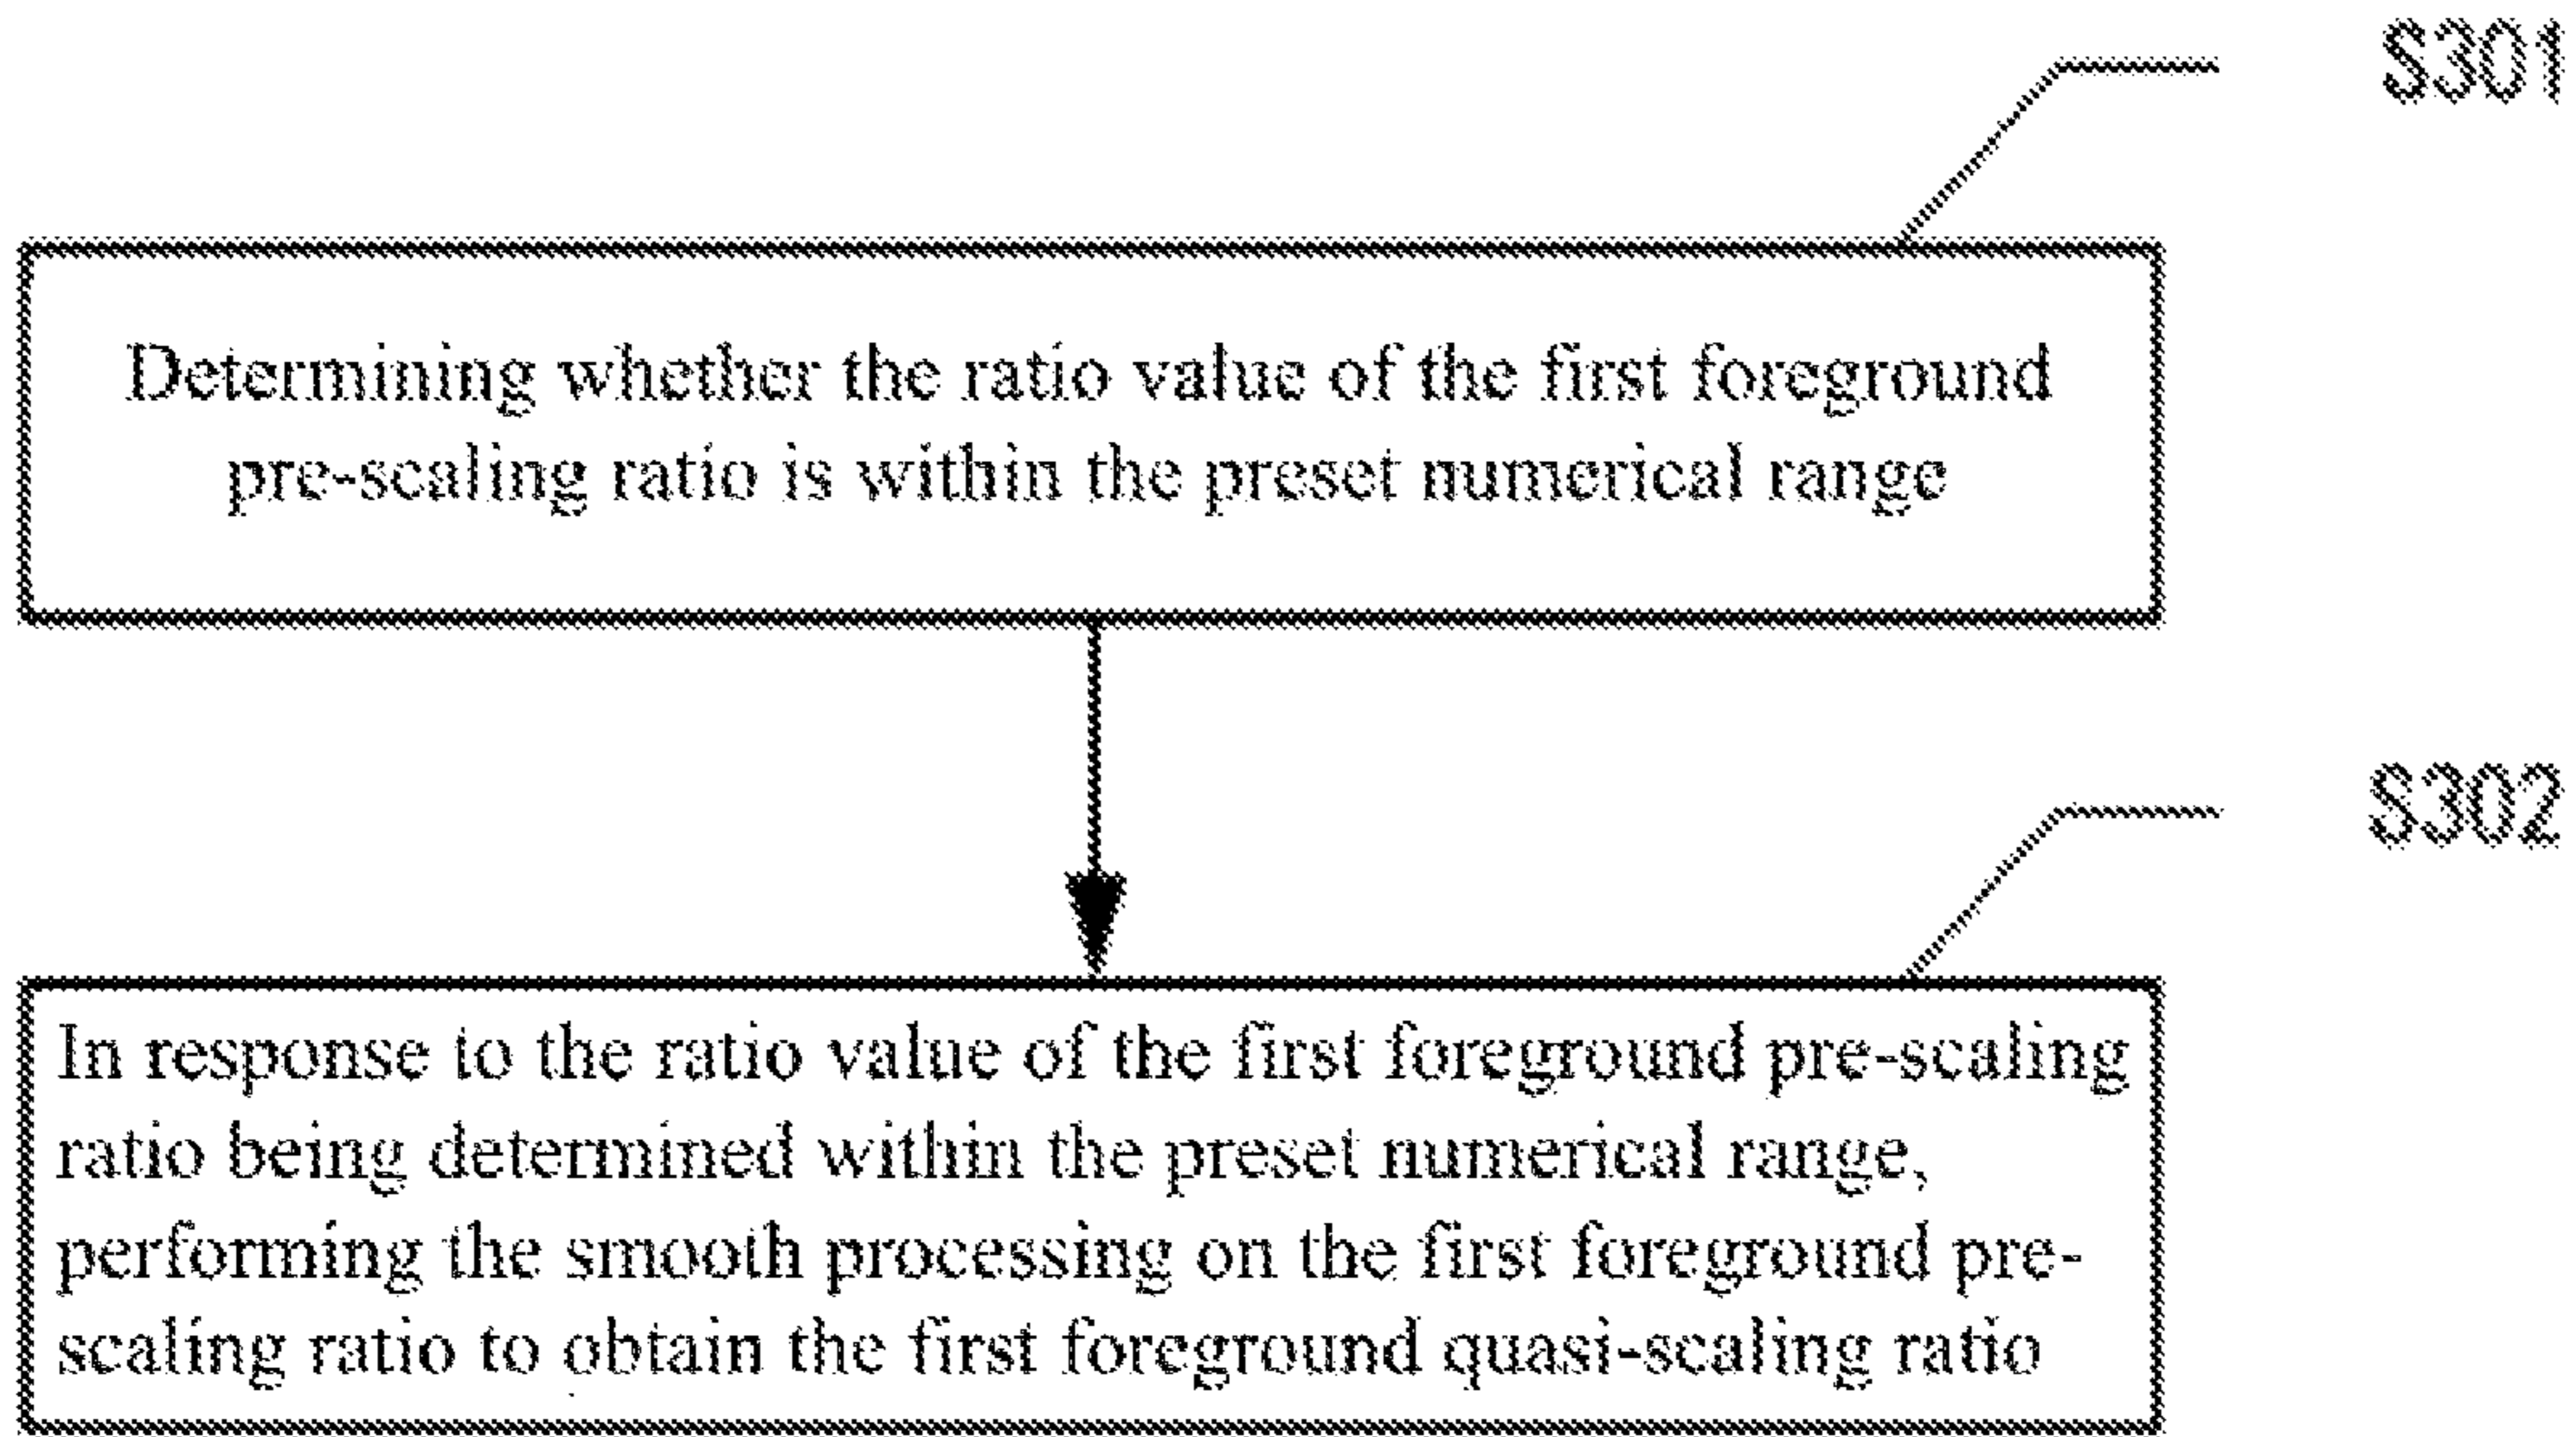 S301
Determining whether the ratio value of the first foreground
pre-scaling ratio is within the preset numerical range
S302
In response to the ratio value of the first foreground pre-scaling
ratio being determined within the preset numerical range,
performing the smooth processing on the first foreground pre-
scaling ratio to obtain the first foreground quasi-scaling ratio